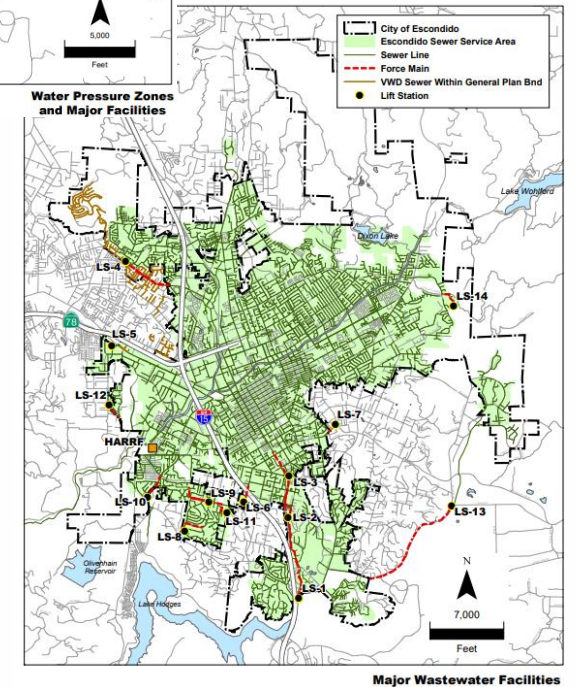 5,000
Feet
Water Pressure Zones
and Major Facilities
City of Escondido
Escondido Sewer Service Area
Sewer Line
Force Main
VWD Sewer Within General Plan Bnd
Lift Station
Lake Wohlford
Dixon Lake
LS-4
LS-14
78
LS-5
LS-12
15
LS-7
HARRF
LS-3
LS-9
LS-6
LS-10
LS-11
LS-2
LS-13
LS-8
N
Olivenhain
Reservoir
Lake Hodges
LS-1
7,000
Feet
Major Wastewater Facilities